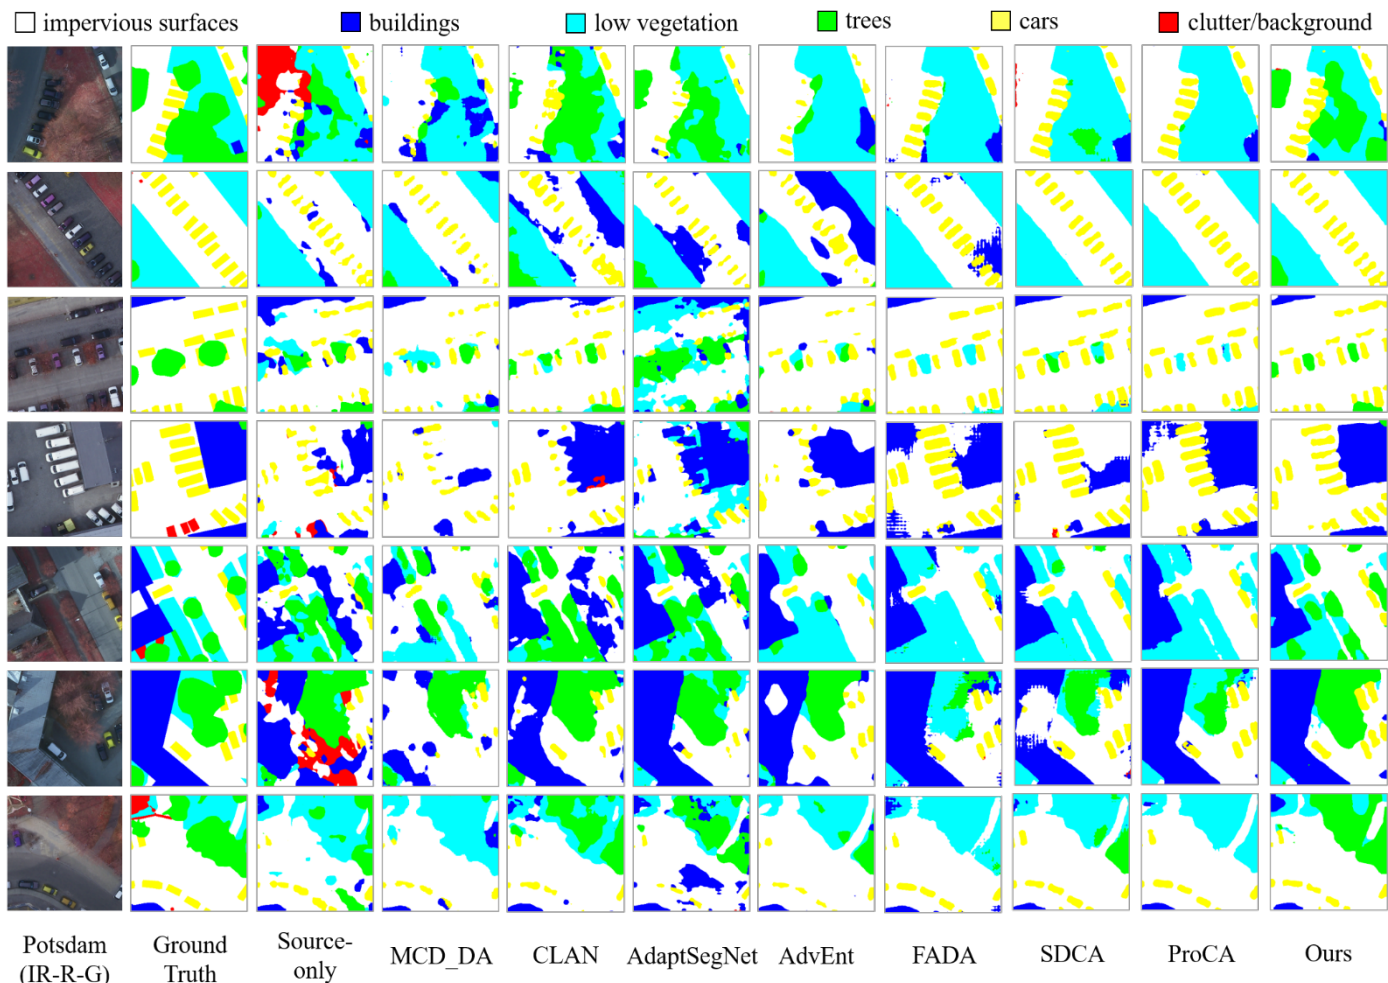 impervious surfaces buildings low vegetation trees cars clutter/background
Potsdam Ground Source-
(IR-R-G) Truth only MCD_DA CLAN AdaptSegNet AdvEnt FADA SDCA ProCA Ours